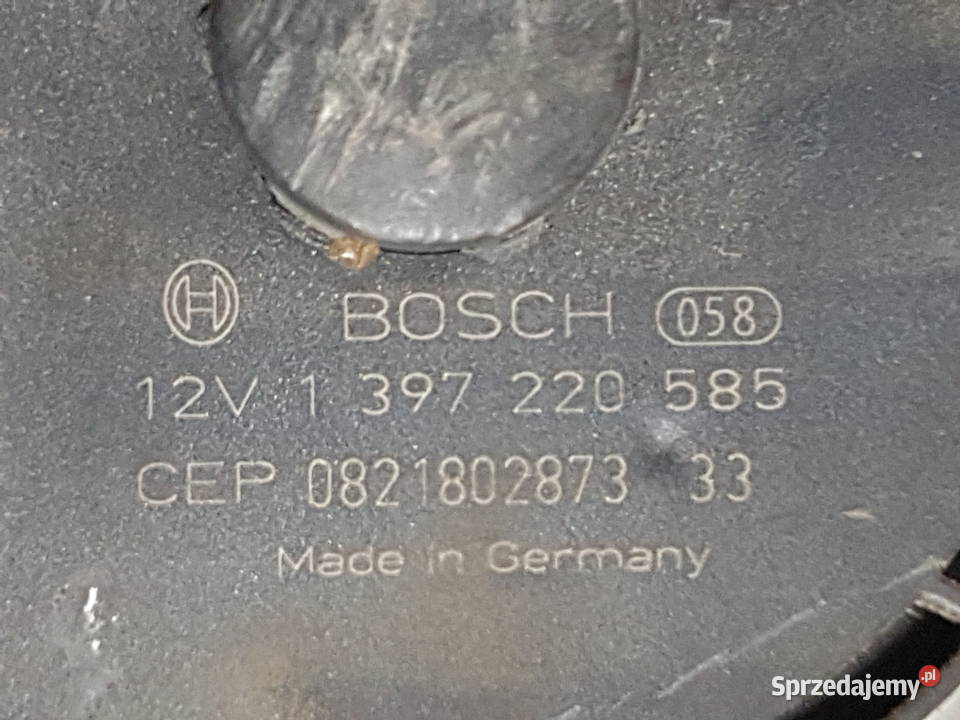 BOSCH 058
12V 1 397 220 585
CEP 0821802873 33
Made in Germany
Sprzedajemy.pl